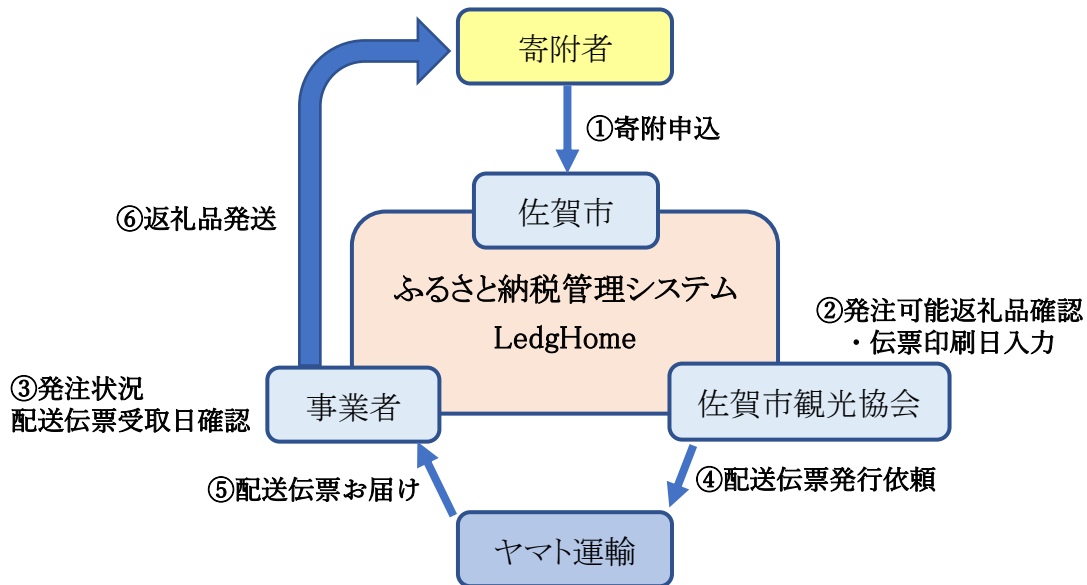 寄附者
①寄附申込
佐賀市
⑥返礼品発送
ふるさと納税管理システム
LedgHome
②発注可能返礼品確認
・伝票印刷日入力
③発注状況
配送伝票受取日確認
事業者
佐賀市観光協会
④配送伝票発行依頼
⑤配送伝票お届け
ヤマト運輸